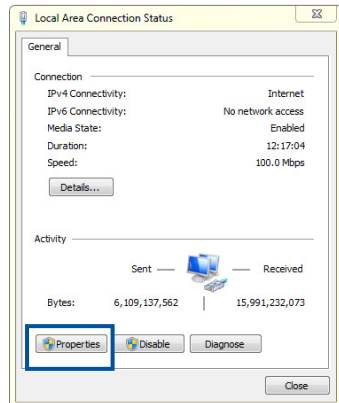 Local Area Connection Status
General
Connection
IPv4 Connectivity: Internet
IPv6 Connectivity: No network access
Media State: Enabled
Duration: 12:17:04
Speed: 100.0 Mbps
Details...
Activity
Sent Received
Bytes: 6,109,137,562 15,991,232,073
Properties Disable Diagnose
Close